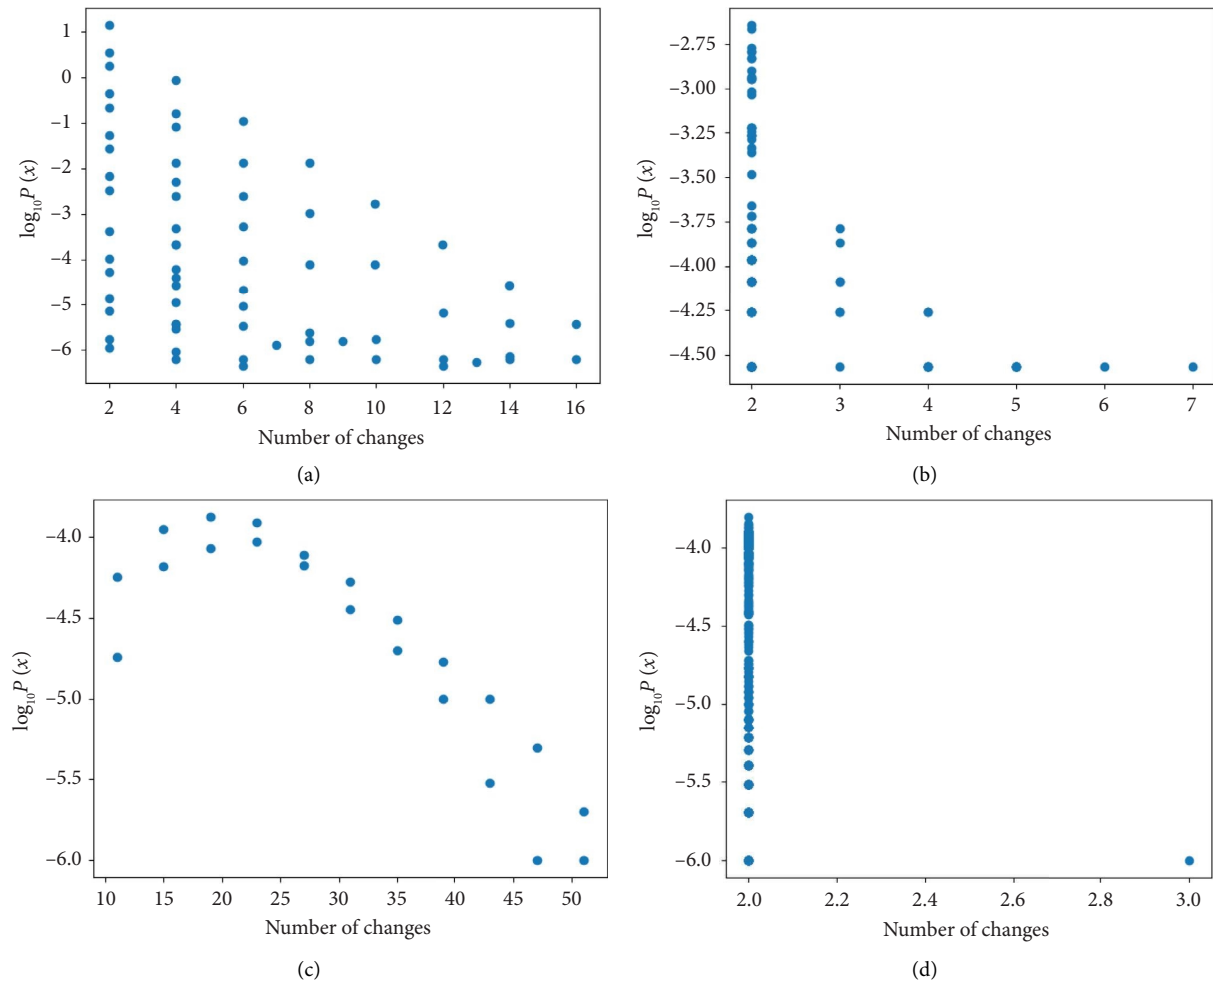 1
0
−1
−2
−3
−4
−5
−6
log₁₀P (x)
2 4 6 8 10 12 14 16
Number of changes
(a)
−2.75
−3.00
−3.25
−3.50
−3.75
−4.00
−4.25
−4.50
log₁₀P (x)
2 3 4 5 6 7
Number of changes
(b)
−4.0
−4.5
−5.0
−5.5
−6.0
log₁₀P (x)
10 15 20 25 30 35 40 45 50
Number of changes
(c)
−4.0
−4.5
−5.0
−5.5
−6.0
log₁₀P (x)
2.0 2.2 2.4 2.6 2.8 3.0
Number of changes
(d)